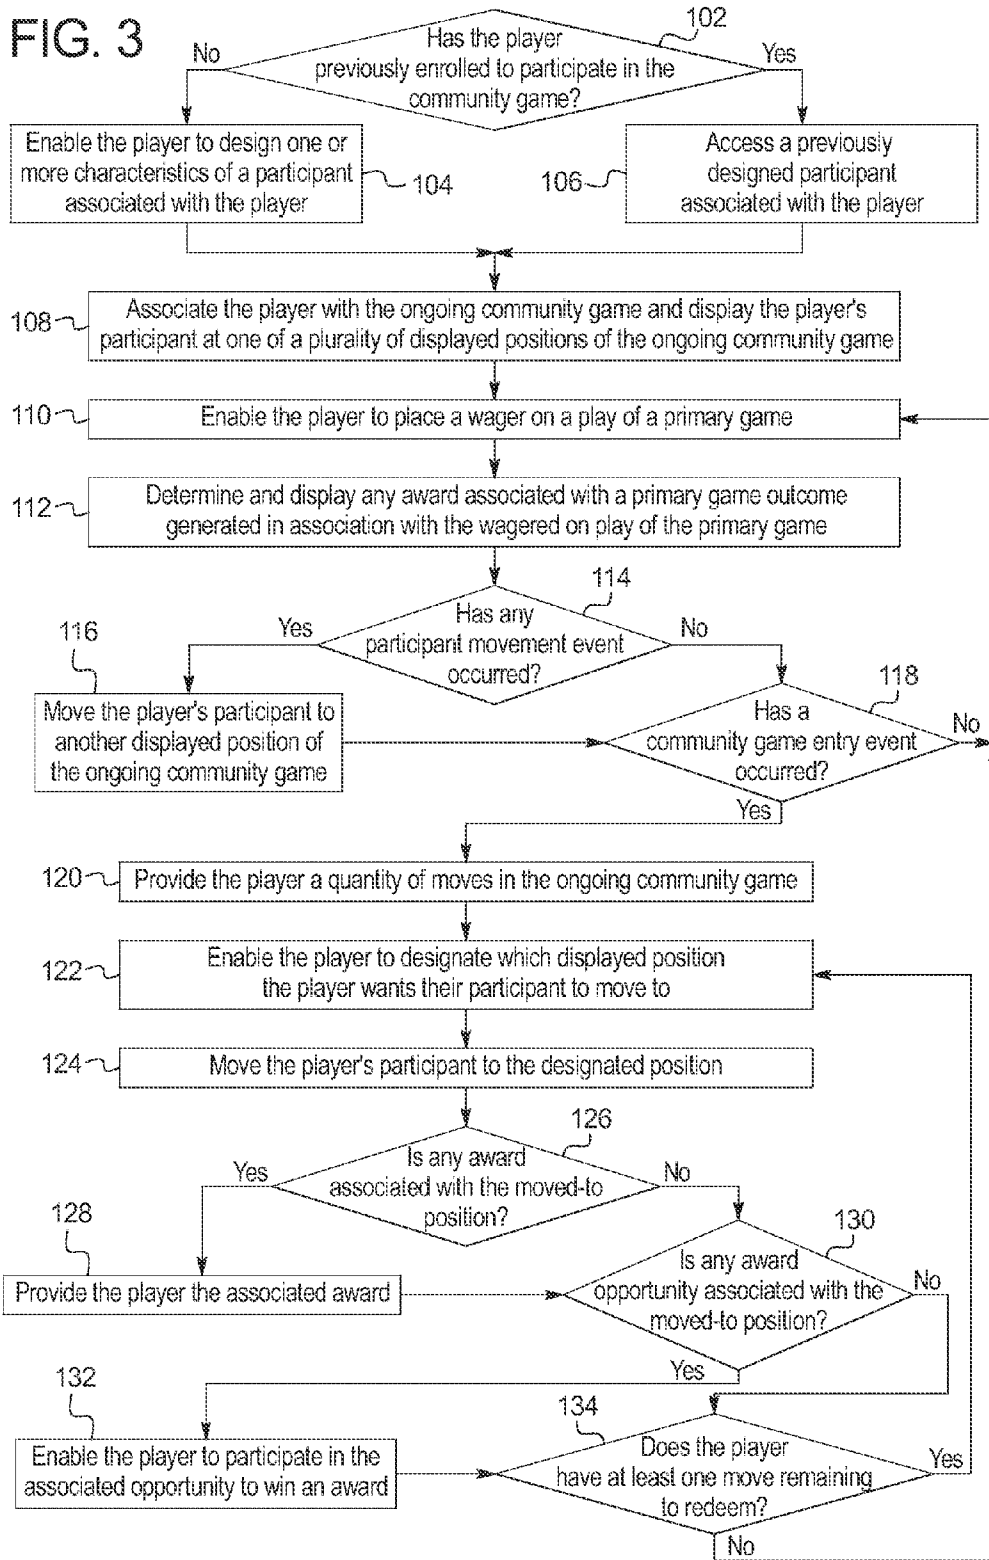 FIG. 3
102
Has the player
previously enrolled to participate in the
community game?
No
Yes
Enable the player to design one or
more characteristics of a participant
associated with the player
104
106
Access a previously
designed participant
associated with the player
108
Associate the player with the ongoing community game and display the player's
participant at one of a plurality of displayed positions of the ongoing community game
110
Enable the player to place a wager on a play of a primary game
112
Determine and display any award associated with a primary game outcome
generated in association with the wagered on play of the primary game
114
Has any
participant movement event
occurred?
Yes
No
116
Move the player's participant to
another displayed position of
the ongoing community game
118
Has a
community game entry event
occurred?
No
Yes
120
Provide the player a quantity of moves in the ongoing community game
122
Enable the player to designate which displayed position
the player wants their participant to move to
124
Move the player's participant to the designated position
126
Is any award
associated with the moved-to
position?
Yes
No
128
Provide the player the associated award
130
Is any award
opportunity associated with the
moved-to position?
No
Yes
132
Enable the player to participate in the
associated opportunity to win an award
134
Does the player
have at least one move remaining
to redeem?
Yes
No